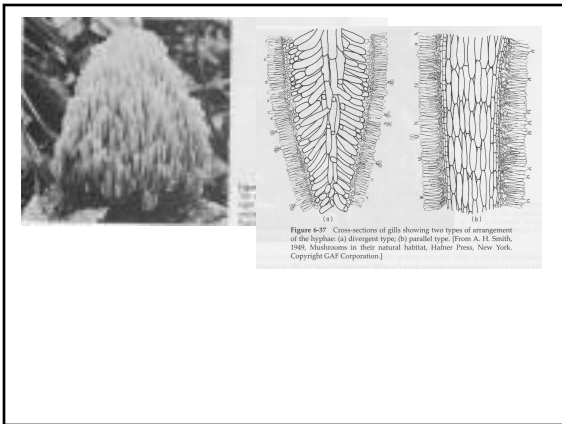 (a)
(b)
Figure 6-37 Cross-sections of gills showing two types of arrangement
of the hyphae: (a) divergent type; (b) parallel type. [From A. H. Smith,
1949, Mushrooms in their natural habitat, Hafner Press, New York.
Copyright GAF Corporation.]